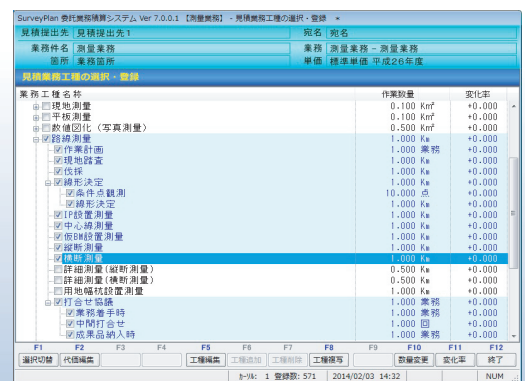 SurveyPlan 委託業務積算システム Ver 7.0.0.1 【測量業務】 - 見積業務工種の選択・登録 *
見積提出先 見積提出先1 宛名 宛名
業務件名 測量業務 業務 測量業務 - 測量業務
箇所 業務箇所 単価 標準単価 平成26年度
見積業務工種の選択・登録
業務工種名称 作業数量 変化率
現地測量 0.100 Km² +0.000
平板測量 0.100 Km² +0.000
数値図化(写真測量) 0.500 Km² +0.000
路線測量 1.000 Km +0.000
作業計画 1.000 業務 +0.000
現地踏査 1.000 Km +0.000
伐採 1.000 Km +0.000
線形決定 1.000 Km +0.000
条件点観測 10.000 点 +0.000
線形決定 1.000 Km +0.000
IP設置測量 1.000 Km +0.000
中心線測量 1.000 Km +0.000
仮BM設置測量 1.000 Km +0.000
縦断測量 1.000 Km +0.000
横断測量 1.000 Km +0.000
詳細測量(縦断測量) 0.500 Km +0.000
詳細測量(横断測量) 0.500 Km +0.000
用地幅杭設置測量 1.000 Km +0.000
打合せ協議 1.000 業務 +0.000
業務着手時 1.000 業務 +0.000
中間打合せ 1.000 回 +0.000
成果品納入時 1.000 業務 +0.000
F1 F2 F3 F4 F5 F6 F7 F8 F9 F10 F11 F12
選択切替 代価編集 工種編集 工種追加 工種削除 工種複写 数量変更 変化率 終了
カーソル: 1 登録数: 571 2014/02/03 14:32 NUM